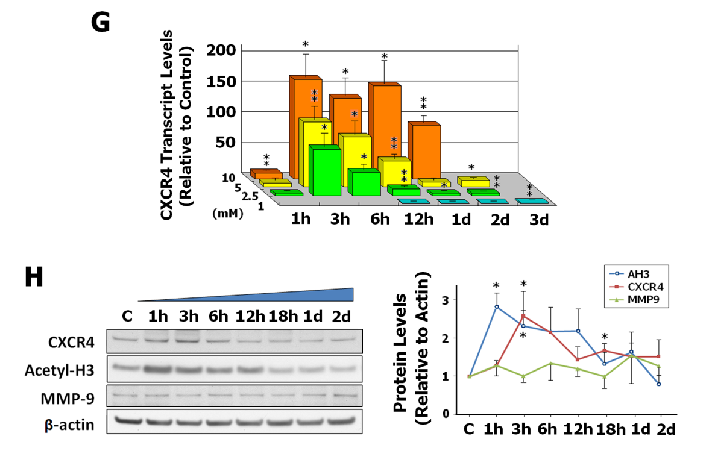 G
CXCR4 Transcript Levels
(Relative to Control)
200
150
100
50
10
5
2.5
1
(mM)
1h 3h 6h 12h 1d 2d 3d
H
C 1h 3h 6h 12h 18h 1d 2d
CXCR4
Acetyl-H3
MMP-9
β-actin
Protein Levels
(Relative to Actin)
3
2
1
0
AH3
CXCR4
MMP9
C 1h 3h 6h 12h 18h 1d 2d